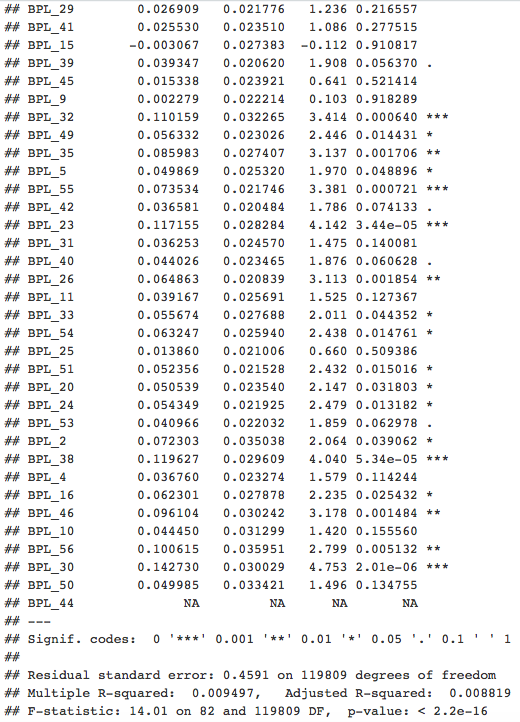 ## BPL_29 0.026909 0.021776 1.236 0.216557
## BPL_41 0.025530 0.023510 1.086 0.277515
## BPL_15 -0.003067 0.027383 -0.112 0.910817
## BPL_39 0.039347 0.020620 1.908 0.056370 .
## BPL_45 0.015338 0.023921 0.641 0.521414
## BPL_9 0.002279 0.022214 0.103 0.918289
## BPL_32 0.110159 0.032265 3.414 0.000640 ***
## BPL_49 0.056332 0.023026 2.446 0.014431 *
## BPL_35 0.085983 0.027407 3.137 0.001706 **
## BPL_5 0.049869 0.025320 1.970 0.048896 *
## BPL_55 0.073534 0.021746 3.381 0.000721 ***
## BPL_42 0.036581 0.020484 1.786 0.074133 .
## BPL_23 0.117155 0.028284 4.142 3.44e-05 ***
## BPL_31 0.036253 0.024570 1.475 0.140081
## BPL_40 0.044026 0.023465 1.876 0.060628 .
## BPL_26 0.064863 0.020839 3.113 0.001854 **
## BPL_11 0.039167 0.025691 1.525 0.127367
## BPL_33 0.055674 0.027688 2.011 0.044352 *
## BPL_54 0.063247 0.025940 2.438 0.014761 *
## BPL_25 0.013860 0.021006 0.660 0.509386
## BPL_51 0.052356 0.021528 2.432 0.015016 *
## BPL_20 0.050539 0.023540 2.147 0.031803 *
## BPL_24 0.054349 0.021925 2.479 0.013182 *
## BPL_53 0.040966 0.022032 1.859 0.062978 .
## BPL_2 0.072303 0.035038 2.064 0.039062 *
## BPL_38 0.119627 0.029609 4.040 5.34e-05 ***
## BPL_4 0.036760 0.023274 1.579 0.114244
## BPL_16 0.062301 0.027878 2.235 0.025432 *
## BPL_46 0.096104 0.030242 3.178 0.001484 **
## BPL_10 0.044450 0.031299 1.420 0.155560
## BPL_56 0.100615 0.035951 2.799 0.005132 **
## BPL_30 0.142730 0.030029 4.753 2.01e-06 ***
## BPL_50 0.049985 0.033421 1.496 0.134755
## BPL_44 NA NA NA NA
## ---
## Signif. codes: 0 '***' 0.001 '**' 0.01 '*' 0.05 '.' 0.1 ' ' 1
##
## Residual standard error: 0.4591 on 119809 degrees of freedom
## Multiple R-squared: 0.009497, Adjusted R-squared: 0.008819
## F-statistic: 14.01 on 82 and 119809 DF, p-value: < 2.2e-16